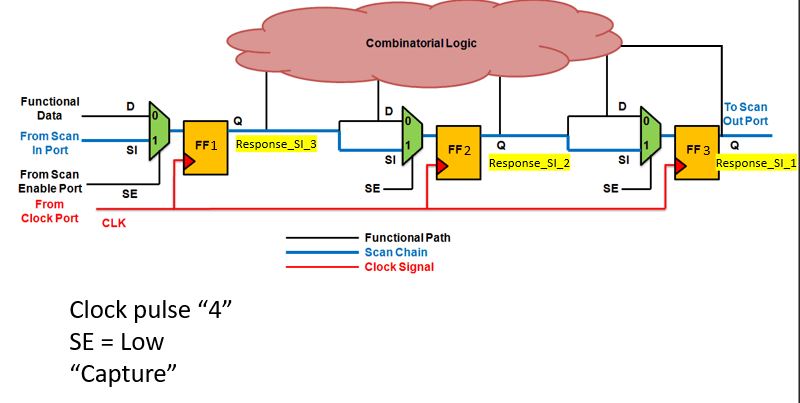 Combinatorial Logic
Functional
Data
D
0
1
From Scan
In Port
SI
From Scan
Enable Port
SE
From
Clock Port
CLK
FF1
Q
Response_SI_3
D
0
1
SI
SE
FF2
Q
Response_SI_2
D
0
1
SI
SE
FF3
To Scan
Out Port
Q
Response_SI_1
Functional Path
Scan Chain
Clock Signal
Clock pulse “4”
SE = Low
“Capture”